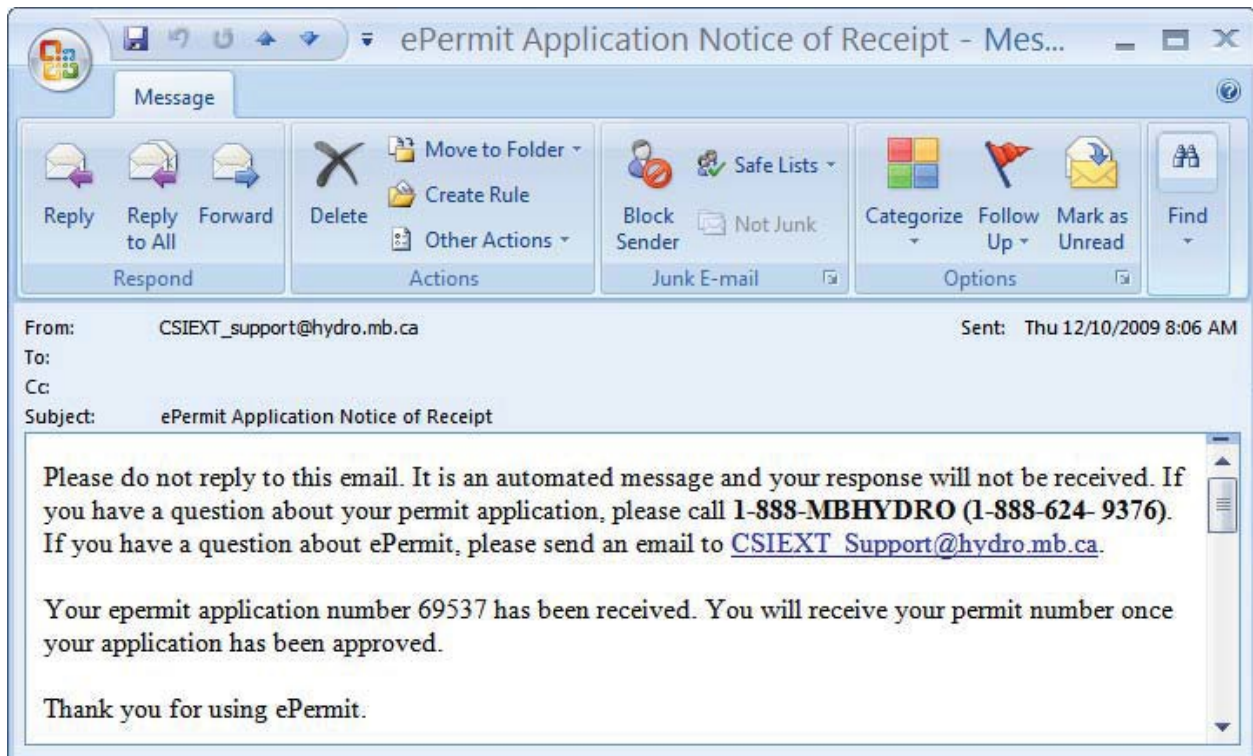 ePermit Application Notice of Receipt - Mes...
Message
Reply
Reply to All
Forward
Respond
Delete
Move to Folder
Create Rule
Other Actions
Actions
Block Sender
Safe Lists
Not Junk
Junk E-mail
Categorize
Follow Up
Mark as Unread
Options
Find
From: CSIEXT_support@hydro.mb.ca Sent: Thu 12/10/2009 8:06 AM
To:
Cc:
Subject: ePermit Application Notice of Receipt
Please do not reply to this email. It is an automated message and your response will not be received. If
you have a question about your permit application, please call 1-888-MBHYDRO (1-888-624- 9376).
If you have a question about ePermit, please send an email to CSIEXT_Support@hydro.mb.ca.
Your epermit application number 69537 has been received. You will receive your permit number once
your application has been approved.
Thank you for using ePermit.